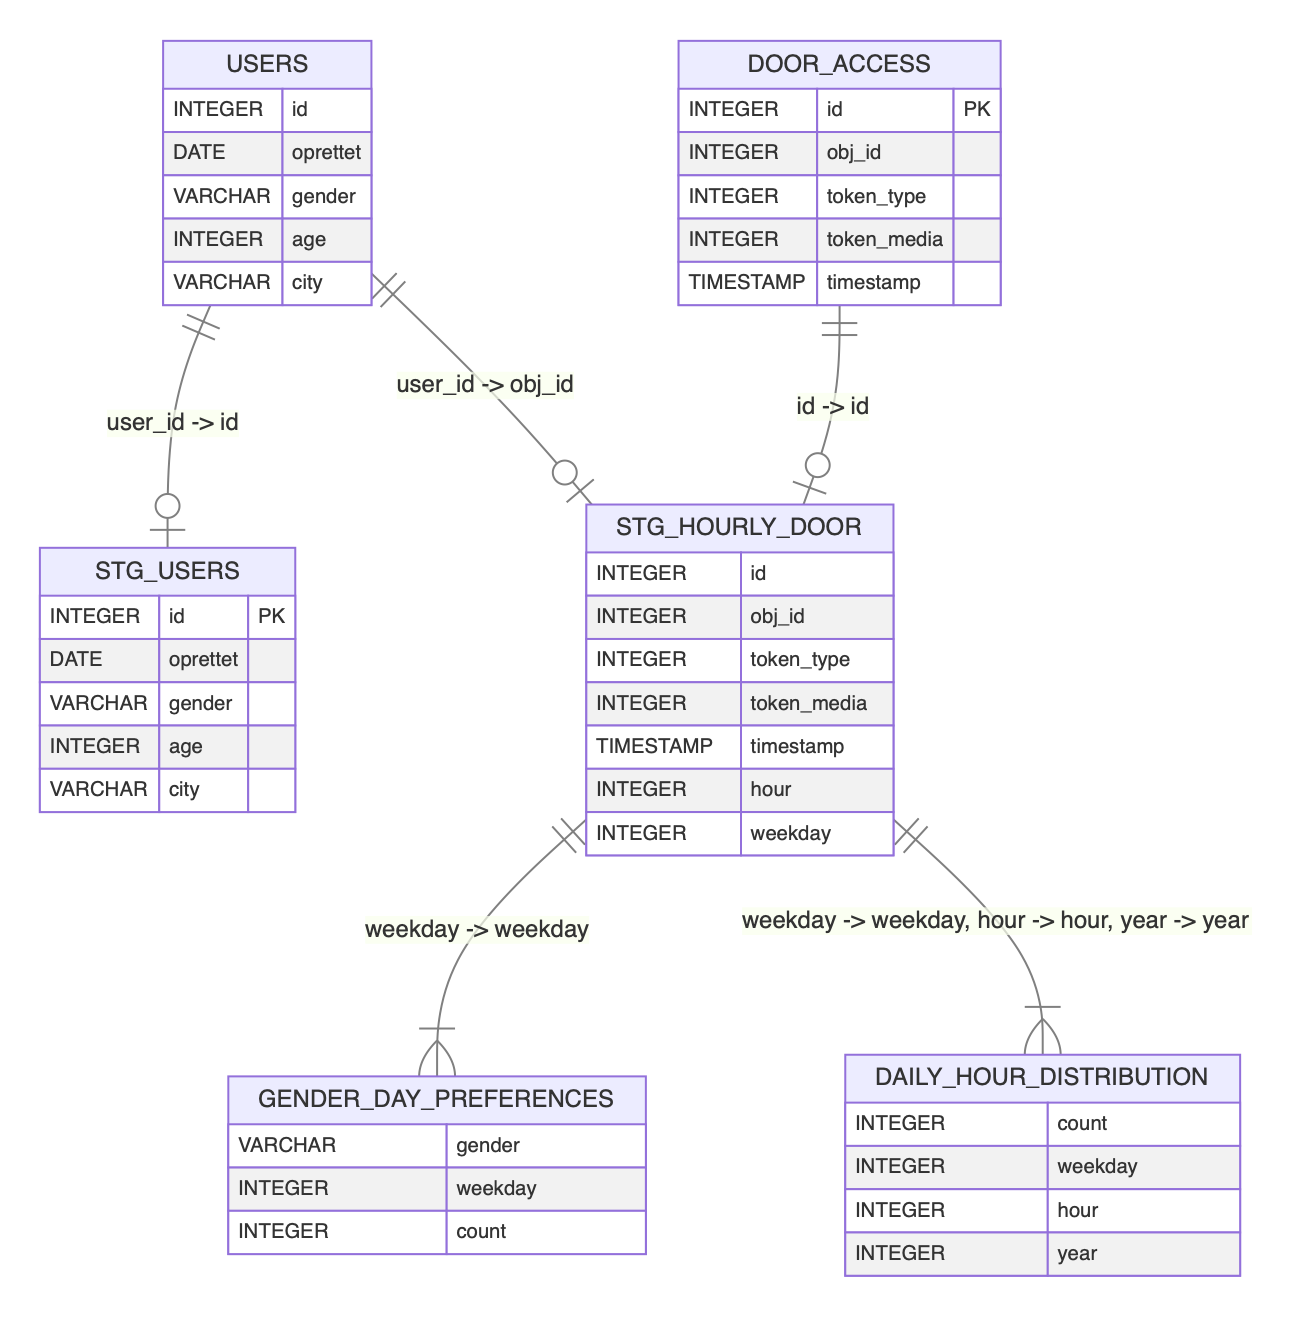 USERS
INTEGER id
DATE oprettet
VARCHAR gender
INTEGER age
VARCHAR city
DOOR_ACCESS
INTEGER id PK
INTEGER obj_id
INTEGER token_type
INTEGER token_media
TIMESTAMP timestamp
user_id -> obj_id
id -> id
user_id -> id
STG_USERS
INTEGER id PK
DATE oprettet
VARCHAR gender
INTEGER age
VARCHAR city
STG_HOURLY_DOOR
INTEGER id
INTEGER obj_id
INTEGER token_type
INTEGER token_media
TIMESTAMP timestamp
INTEGER hour
INTEGER weekday
weekday -> weekday
weekday -> weekday, hour -> hour, year -> year
GENDER_DAY_PREFERENCES
VARCHAR gender
INTEGER weekday
INTEGER count
DAILY_HOUR_DISTRIBUTION
INTEGER count
INTEGER weekday
INTEGER hour
INTEGER year